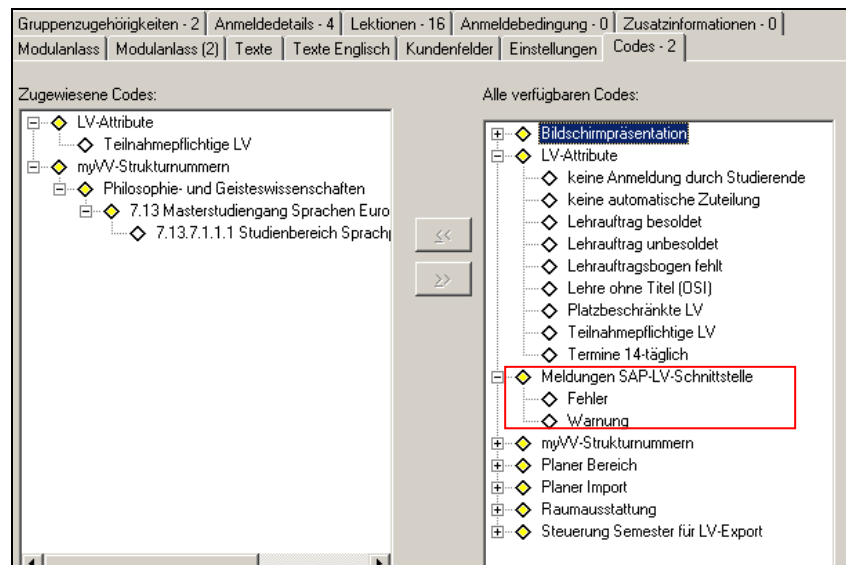 Gruppenzugehörigkeiten - 2 Anmeldedetails - 4 Lektionen - 16 Anmeldebedingung - 0 Zusatzinformationen - 0
Modulanlass Modulanlass (2) Texte Texte Englisch Kundenfelder Einstellungen Codes - 2
Zugewiesene Codes:
LV-Attribute
Teilnahmepflichtige LV
myVV-Strukturnummern
Philosophie- und Geisteswissenschaften
7.13 Masterstudiengang Sprachen Euro
7.13.7.1.1.1 Studienbereich Sprach
<<
>>
Alle verfügbaren Codes:
Bildschirmpräsentation
LV-Attribute
keine Anmeldung durch Studierende
keine automatische Zuteilung
Lehrauftrag besoldet
Lehrauftrag unbesoldet
Lehrauftragsbogen fehlt
Lehre ohne Titel (OSI)
Platzbeschränkte LV
Teilnahmepflichtige LV
Termine 14-täglich
Meldungen SAP-LV-Schnittstelle
Fehler
Warnung
myVV-Strukturnummern
Planer Bereich
Planer Import
Raumausstattung
Steuerung Semester für LV-Export